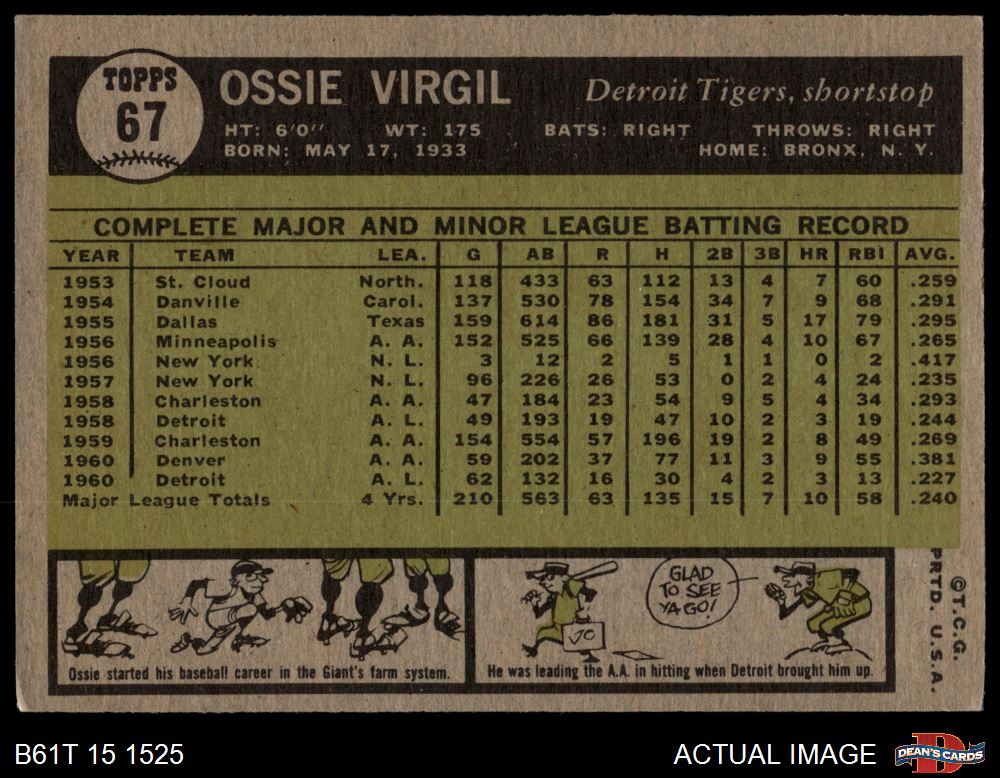 TOPPS
67
OSSIE VIRGIL
Detroit Tigers, shortstop
HT: 6'0" WT: 175 BATS: RIGHT THROWS: RIGHT
BORN: MAY 17, 1933 HOME: BRONX, N. Y.
COMPLETE MAJOR AND MINOR LEAGUE BATTING RECORD
YEAR TEAM LEA. G AB R H 2B 3B HR RBI AVG.
1953 St. Cloud North. 118 433 63 112 13 4 7 60 .259
1954 Danville Carol. 137 530 78 154 34 7 9 68 .291
1955 Dallas Texas 159 614 86 181 31 5 17 79 .295
1956 Minneapolis A. A. 152 525 66 139 28 4 10 67 .265
1956 New York N. L. 3 12 2 5 1 1 0 2 .417
1957 New York N. L. 96 226 26 53 0 2 4 24 .235
1958 Charleston A. A. 47 184 23 54 9 5 4 34 .293
1958 Detroit A. L. 49 193 19 47 10 2 3 19 .244
1959 Charleston A. A. 154 554 57 196 19 2 8 49 .269
1960 Denver A. A. 59 202 37 77 11 3 9 55 .381
1960 Detroit A. L. 62 132 16 30 4 2 3 13 .227
Major League Totals 4 Yrs. 210 563 63 135 15 7 10 58 .240
GLAD
TO SEE
YA GO!
JO
Ossie started his baseball career in the Giant's farm system.
He was leading the A.A. in hitting when Detroit brought him up.
©T.C.G.
PRTD. U.S.A.
B61T 15 1525
ACTUAL IMAGE
D
DEAN'S CARDS